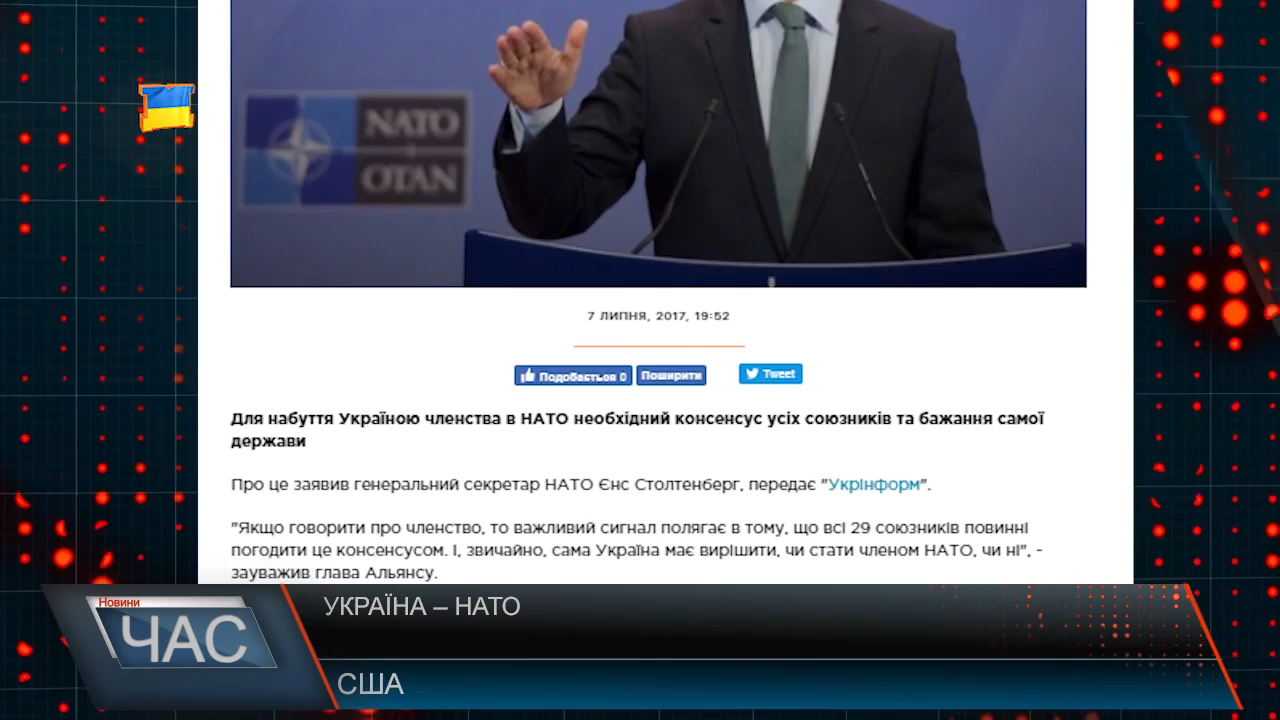 NATO
OTAN
7 ЛИПНЯ, 2017, 19:52
Подобається 0 Поширити Tweet
Для набуття Україною членства в НАТО необхідний консенсус усіх союзників та бажання самої
держави
Про це заявив генеральний секретар НАТО Єнс Столтенберг, передає "Укрінформ".
"Якщо говорити про членство, то важливий сигнал полягає в тому, що всі 29 союзників повинні
погодити це консенсусом. І, звичайно, сама Україна має вирішити, чи стати членом НАТО, чи ні", -
зауважив глава Альянсу.
Новини
ЧАС
УКРАЇНА – НАТО
США